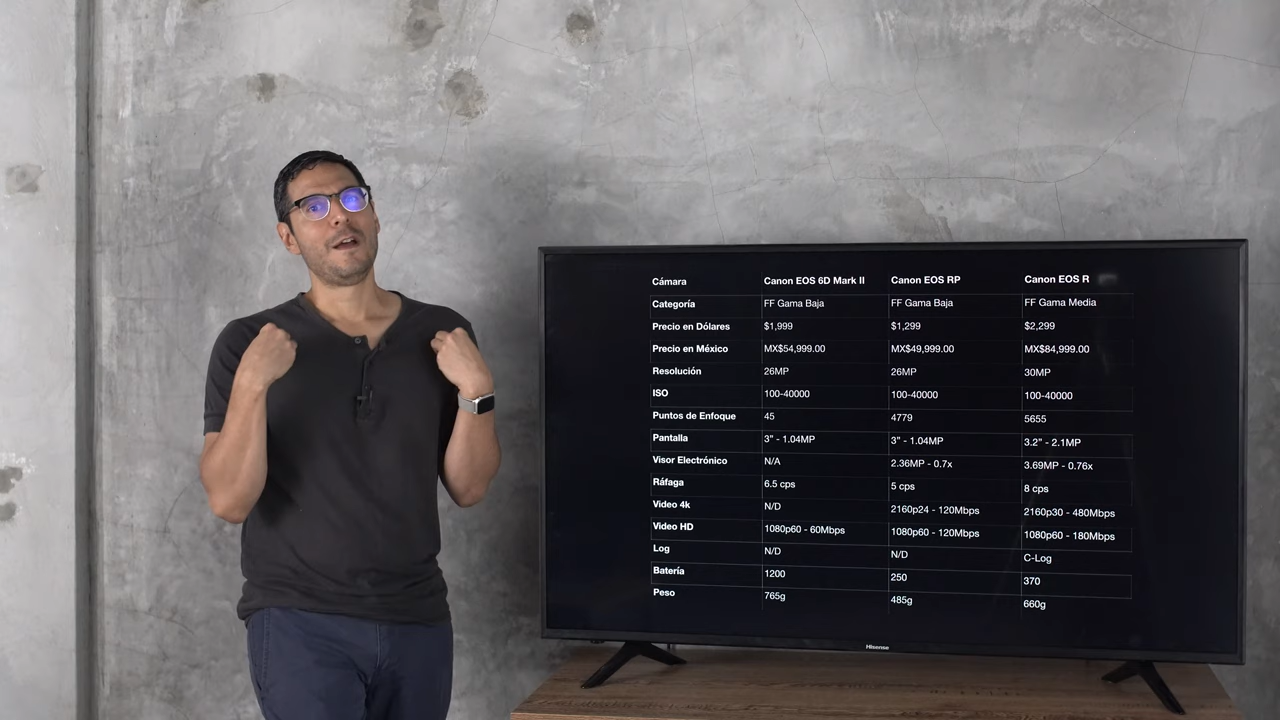 Cámara Canon EOS 6D Mark II Canon EOS RP Canon EOS R
Categoría FF Gama Baja FF Gama Baja FF Gama Media
Precio en Dólares $1,999 $1,299 $2,299
Precio en México MX$54,999.00 MX$49,999.00 MX$84,999.00
Resolución 26MP 26MP 30MP
ISO 100-40000 100-40000 100-40000
Puntos de Enfoque 45 4779 5655
Pantalla 3" - 1.04MP 3" - 1.04MP 3.2" - 2.1MP
Visor Electrónico N/A 2.36MP - 0.7x 3.69MP - 0.76x
Ráfaga 6.5 cps 5 cps 8 cps
Video 4k N/D 2160p24 - 120Mbps 2160p30 - 480Mbps
Video HD 1080p60 - 60Mbps 1080p60 - 120Mbps 1080p60 - 180Mbps
Log N/D N/D C-Log
Batería 1200 250 370
Peso 765g 485g 660g
Hisense